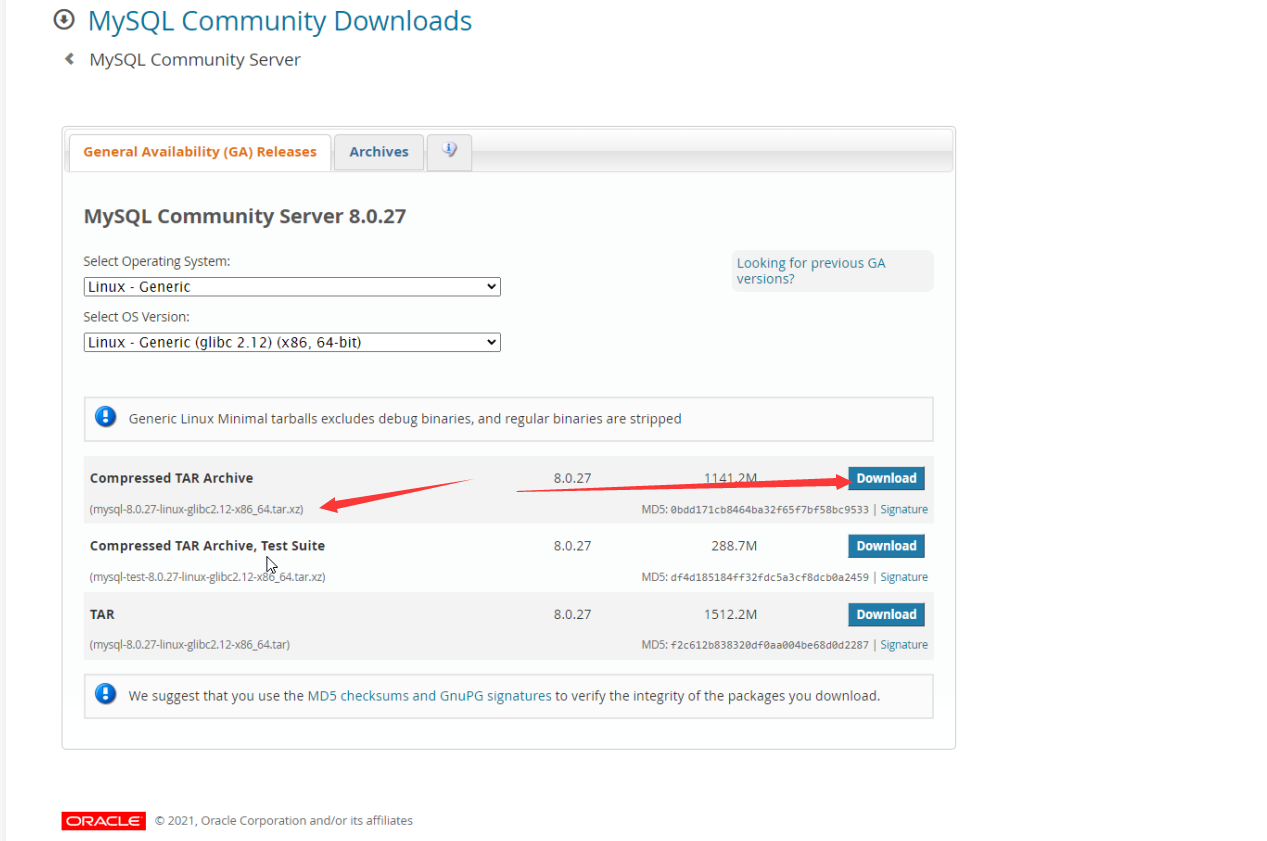 MySQL Community Downloads
MySQL Community Server
General Availability (GA) Releases Archives
MySQL Community Server 8.0.27
Select Operating System:
Looking for previous GA
versions?
Linux - Generic
Select OS Version:
Linux - Generic (glibc 2.12) (x86, 64-bit)
Generic Linux Minimal tarballs excludes debug binaries, and regular binaries are stripped
Compressed TAR Archive 8.0.27 1141.2M Download
(mysql-8.0.27-linux-glibc2.12-x86_64.tar.xz) MD5: 0bdd171cb8464ba32f65f7bf58bc9533 | Signature
Compressed TAR Archive, Test Suite 8.0.27 288.7M Download
(mysql-test-8.0.27-linux-glibc2.12-x86_64.tar.xz) MD5: df4d185184ff32fdc5a3cf8dcb0a2459 | Signature
TAR 8.0.27 1512.2M Download
(mysql-8.0.27-linux-glibc2.12-x86_64.tar) MD5: f2c612b838320df0aa004be68d0d2287 | Signature
We suggest that you use the MD5 checksums and GnuPG signatures to verify the integrity of the packages you download.
ORACLE © 2021, Oracle Corporation and/or its affiliates